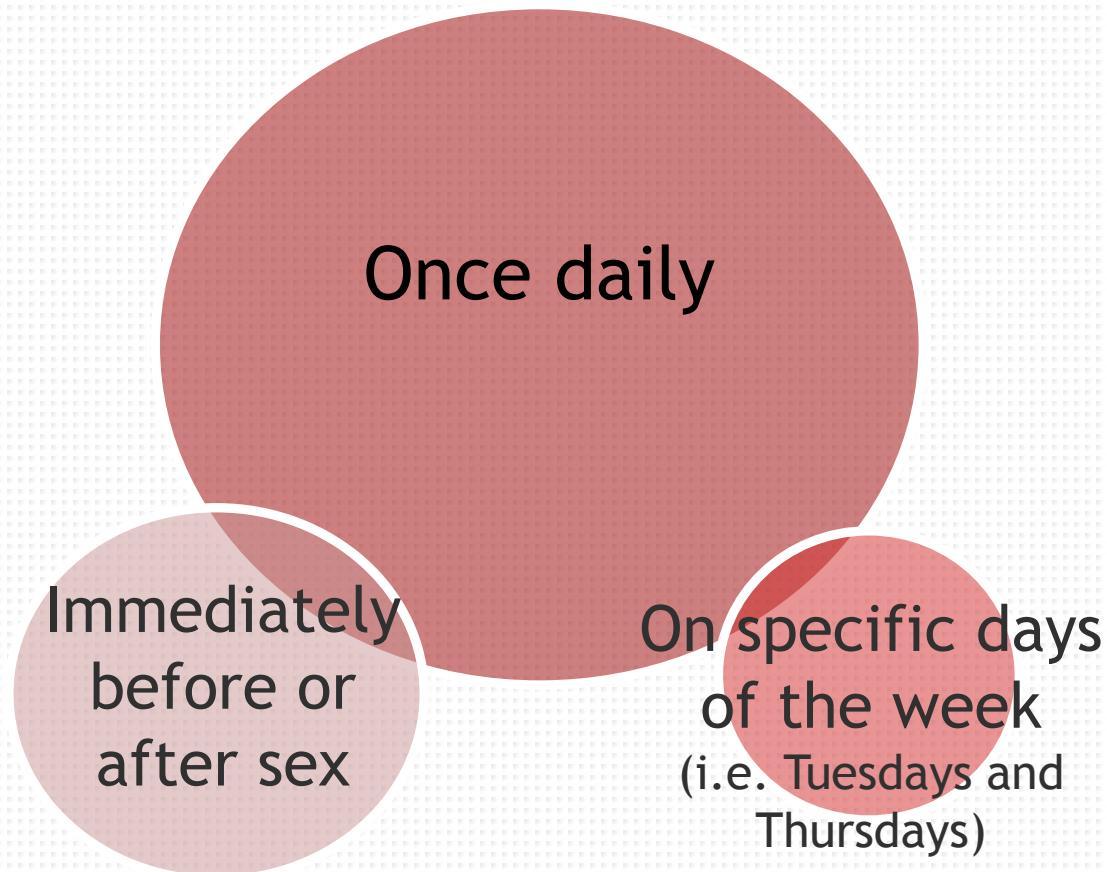 Once daily
Immediately
before or
after sex
On specific days
of the week
(i.e. Tuesdays and
Thursdays)